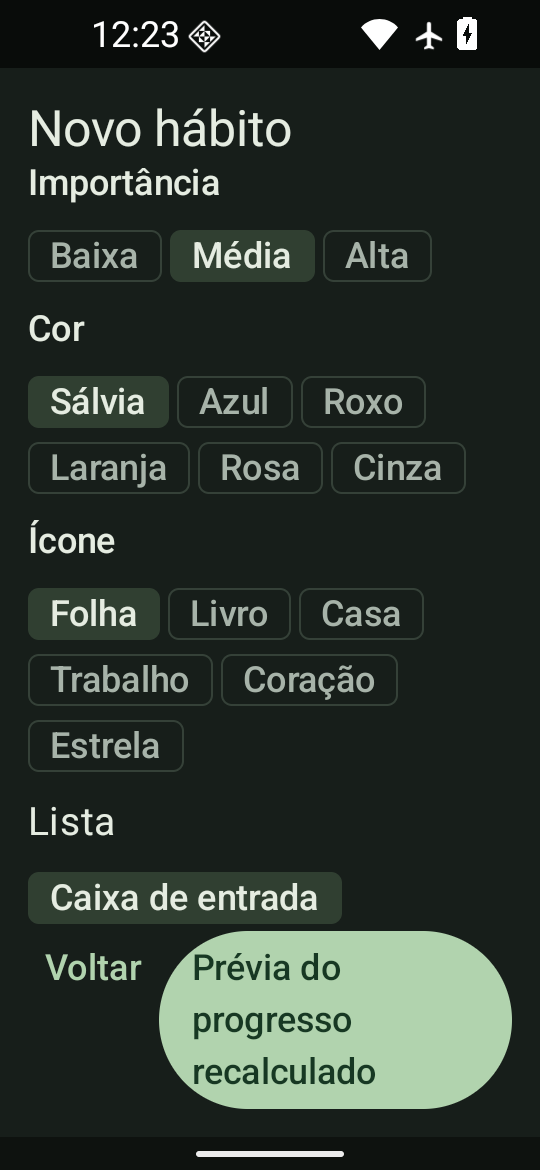 12:23
Novo hábito
Importância
Baixa Média Alta
Cor
Sálvia Azul Roxo
Laranja Rosa Cinza
Ícone
Folha Livro Casa
Trabalho Coração
Estrela
Lista
Caixa de entrada
Voltar Prévia do
progresso
recalculado